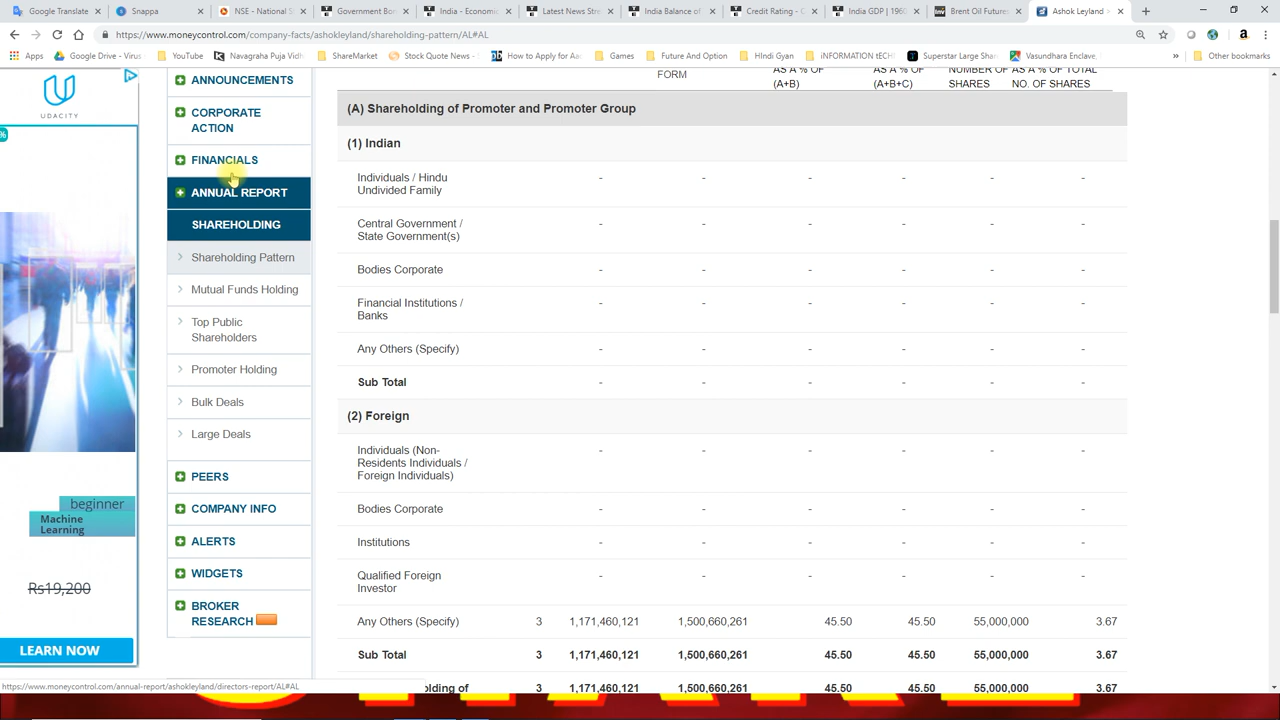 Google Translate
Snappa
NSE - National S
Government Bon
India - Economic
Latest News Stre
India Balance of
Credit Rating - C
India GDP | 1960
Brent Oil Futures
Ashok Leyland
https://www.moneycontrol.com/company-facts/ashokleyland/shareholding-pattern/AL#AL
Apps
Google Drive - Virus
YouTube
Navagraha Puja Vidh
ShareMarket
Stock Quote News -
How to Apply for Aad
Games
Future And Option
Hindi Gyan
iNFORMATION tECH
Superstar Large Share
Vasundhara Enclave,
Other bookmarks
UDACITY
%
beginner
Machine
Learning
Rs19,200
LEARN NOW
ANNOUNCEMENTS
CORPORATE
ACTION
FINANCIALS
ANNUAL REPORT
SHAREHOLDING
Shareholding Pattern
Mutual Funds Holding
Top Public
Shareholders
Promoter Holding
Bulk Deals
Large Deals
PEERS
COMPANY INFO
ALERTS
WIDGETS
BROKER
RESEARCH
FORM AS A % OF (A+B) AS A % OF (A+B+C) NUMBER OF SHARES AS A % OF TOTAL NO. OF SHARES
(A) Shareholding of Promoter and Promoter Group
(1) Indian
Individuals / Hindu
Undivided Family - - - - - -
Central Government /
State Government(s) - - - - - -
Bodies Corporate - - - - - -
Financial Institutions /
Banks - - - - - -
Any Others (Specify) - - - - - -
Sub Total - - - - - -
(2) Foreign
Individuals (Non-
Residents Individuals /
Foreign Individuals) - - - - - -
Bodies Corporate - - - - - -
Institutions - - - - - -
Qualified Foreign
Investor - - - - - -
Any Others (Specify) 3 1,171,460,121 1,500,660,261 45.50 45.50 55,000,000 3.67
Sub Total 3 1,171,460,121 1,500,660,261 45.50 45.50 55,000,000 3.67
holding of 3 1,171,460,121 1,500,660,261 45.50 45.50 55,000,000 3.67
https://www.moneycontrol.com/annual-report/ashokleyland/directors-report/AL#AL